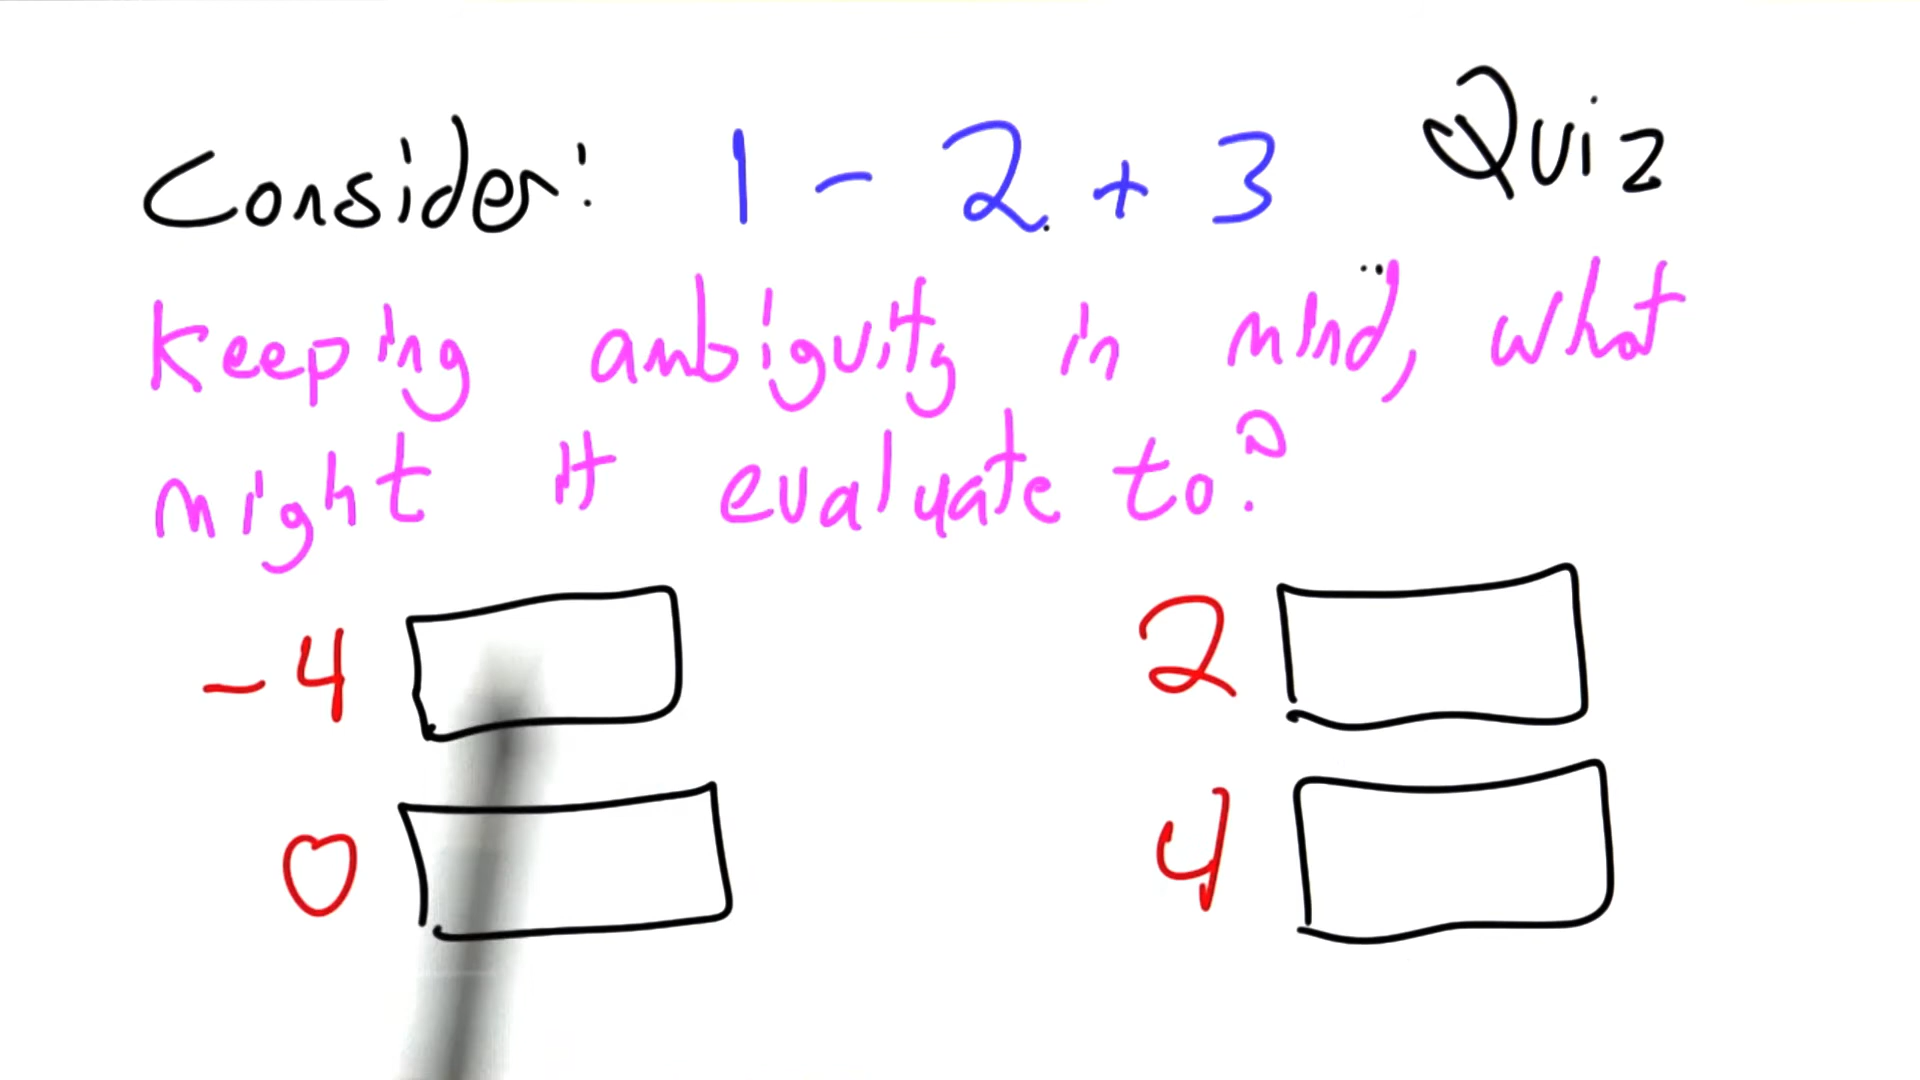 Consider: 1 - 2 + 3 Quiz
Keeping ambiguity in mind, what
might it evaluate to?
-4 2
0 4